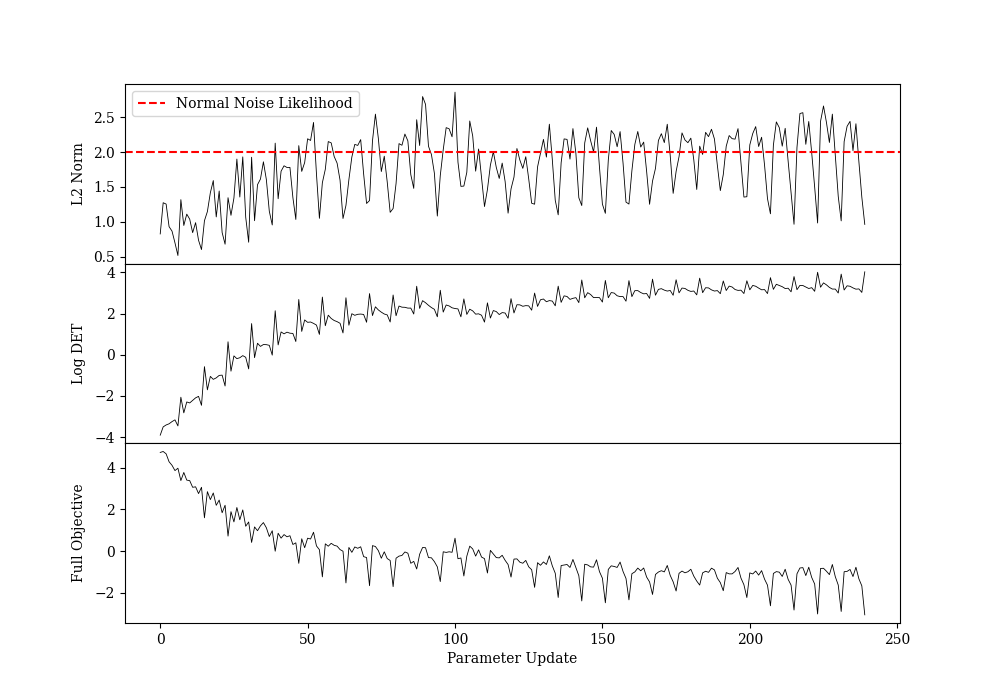 Normal Noise Likelihood
L2 Norm
2.5
2.0
1.5
1.0
0.5
Log DET
4
2
0
−2
−4
Full Objective
4
2
0
−2
0 50 100 150 200 250
Parameter Update